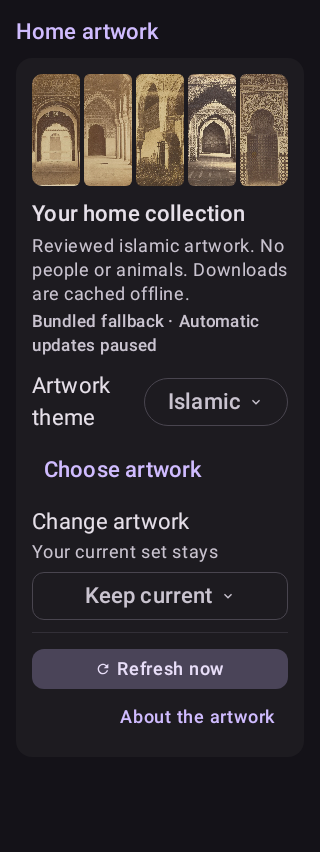 Home artwork
Your home collection
Reviewed islamic artwork. No
people or animals. Downloads
are cached offline.
Bundled fallback · Automatic
updates paused
Artwork
theme
Islamic
Choose artwork
Change artwork
Your current set stays
Keep current
Refresh now
About the artwork